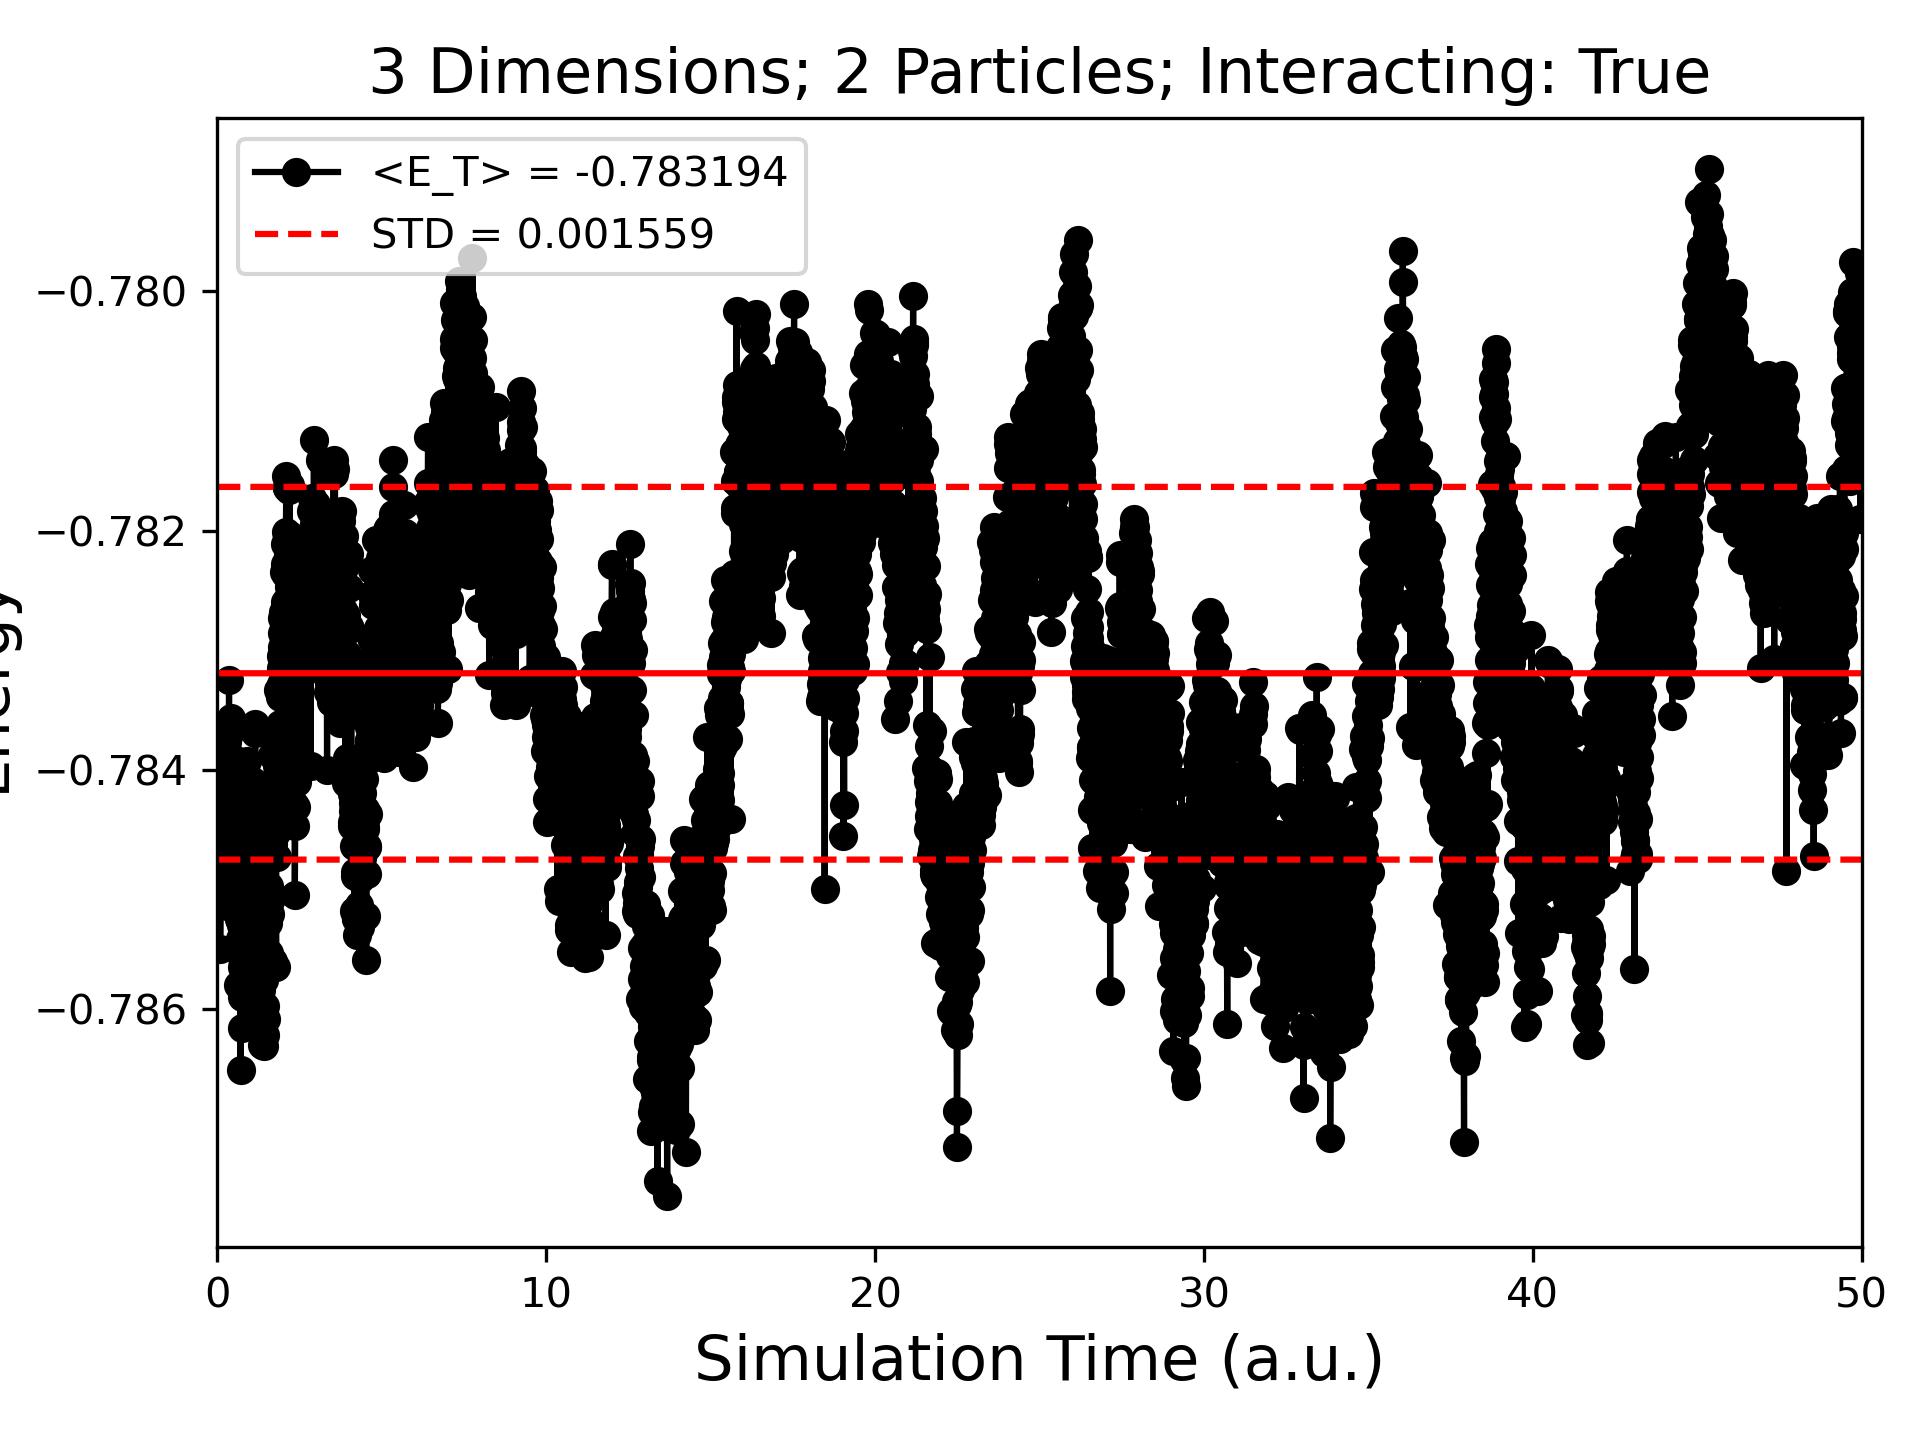 3 Dimensions; 2 Particles; Interacting: True
<E_T> = -0.783194
STD = 0.001559
−0.780
−0.782
−0.784
−0.786
Energy
0 10 20 30 40 50
Simulation Time (a.u.)